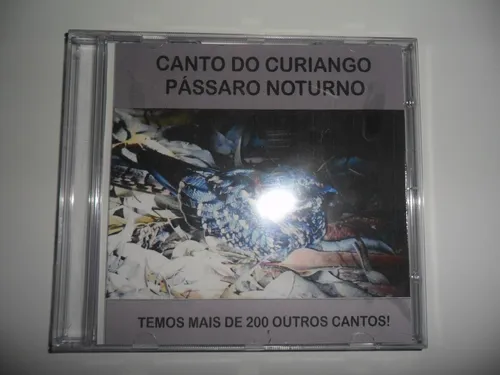 CANTO DO CURIANGO
PÁSSARO NOTURNO
TEMOS MAIS DE 200 OUTROS CANTOS!